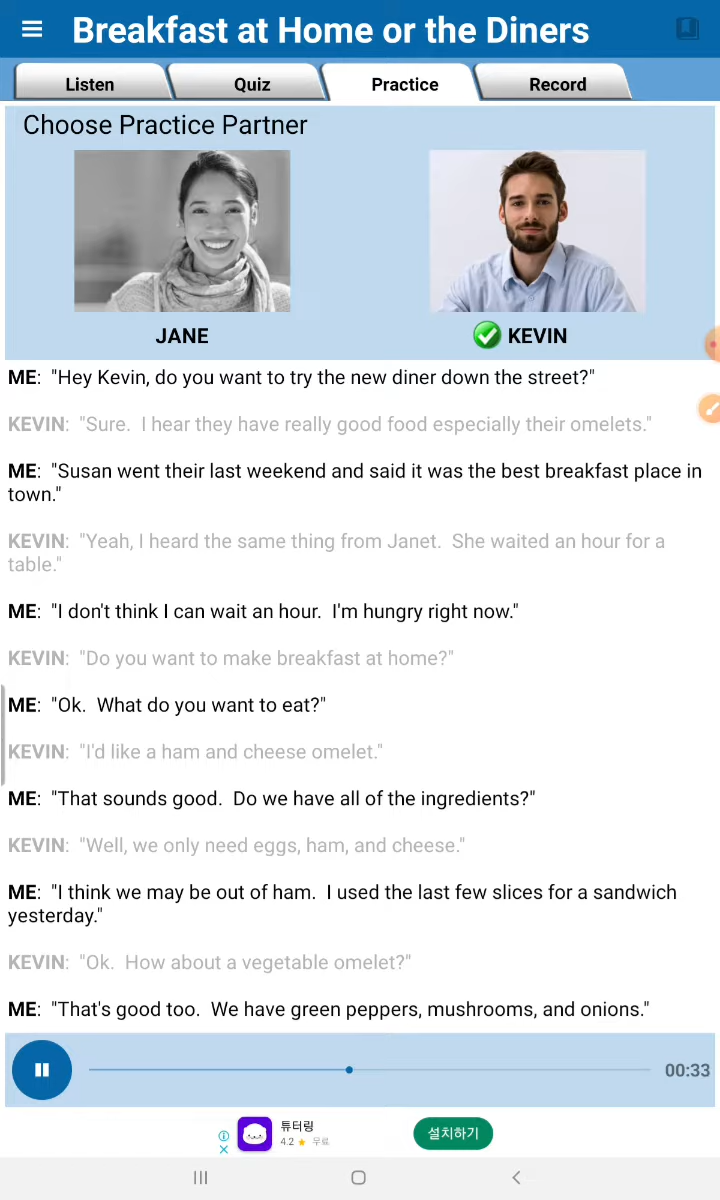 Breakfast at Home or the Diners
Listen
Quiz
Practice
Record
Choose Practice Partner
JANE
KEVIN
ME: "Hey Kevin, do you want to try the new diner down the street?"
KEVIN: "Sure. I hear they have really good food especially their omelets."
ME: "Susan went their last weekend and said it was the best breakfast place in
town."
KEVIN: "Yeah, I heard the same thing from Janet. She waited an hour for a
table."
ME: "I don't think I can wait an hour. I'm hungry right now."
KEVIN: "Do you want to make breakfast at home?"
ME: "Ok. What do you want to eat?"
KEVIN: "I'd like a ham and cheese omelet."
ME: "That sounds good. Do we have all of the ingredients?"
KEVIN: "Well, we only need eggs, ham, and cheese."
ME: "I think we may be out of ham. I used the last few slices for a sandwich
yesterday."
KEVIN: "Ok. How about a vegetable omelet?"
ME: "That's good too. We have green peppers, mushrooms, and onions."
00:33
튜터링
4.2 ★ 무료
설치하기